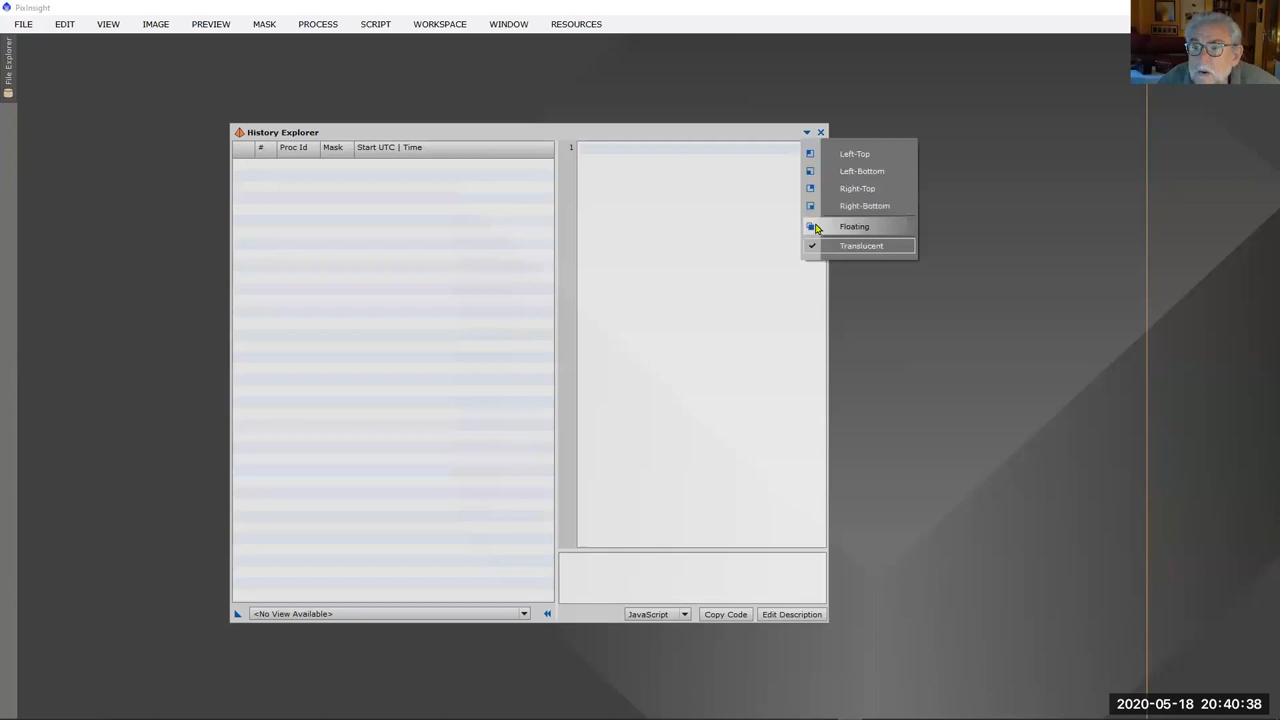 PixInsight
FILE EDIT VIEW IMAGE PREVIEW MASK PROCESS SCRIPT WORKSPACE WINDOW RESOURCES
File Explorer
History Explorer
# Proc Id Mask Start UTC | Time
1
Left-Top
Left-Bottom
Right-Top
Right-Bottom
Floating
Translucent
<No View Available>
JavaScript Copy Code Edit Description
2020-05-18 20:40:38